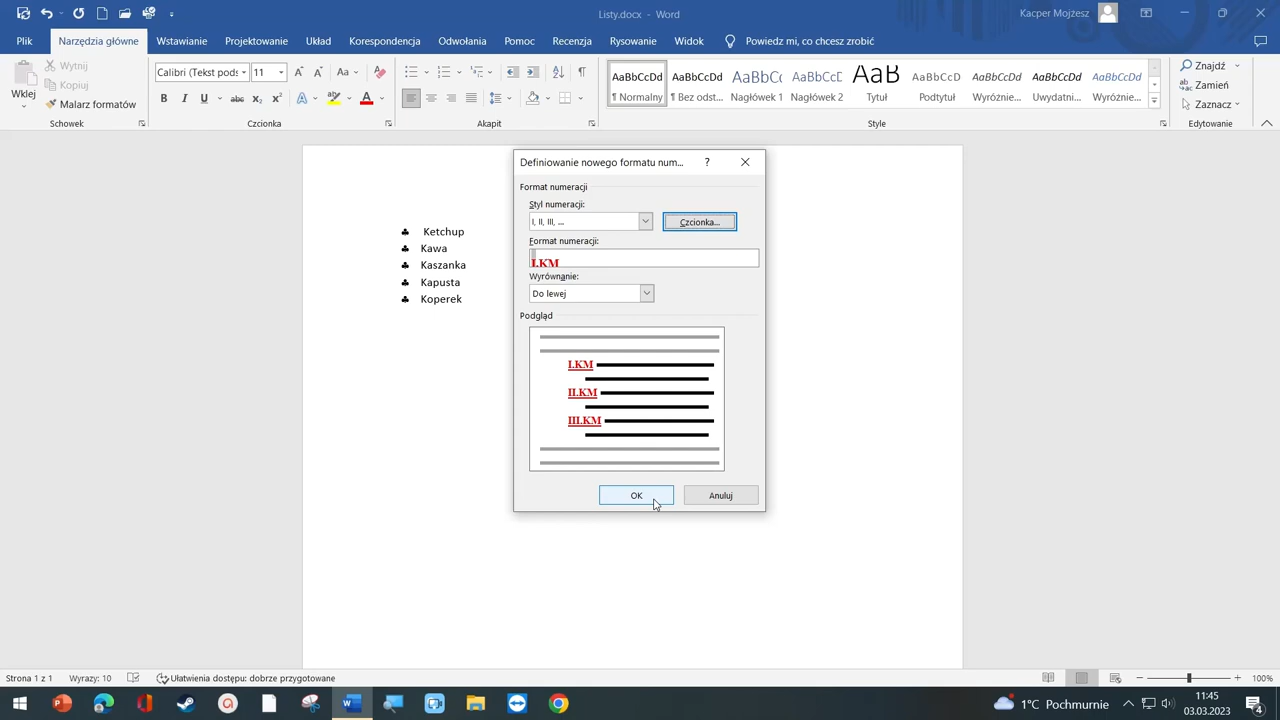 Listy.docx - Word
Kacper Mojżesz
Plik Narzędzia główne Wstawianie Projektowanie Układ Korespondencja Odwołania Pomoc Recenzja Rysowanie Widok Powiedz mi, co chcesz zrobić
Wklej
Wytnij
Kopiuj
Malarz formatów
Schowek
Calibri (Tekst pods 11
Czcionka
Akapit
AaBbCcDd AaBbCcDd AaBbCc AaBbCcD AaB AaBbCcD AaBbCcDd AaBbCcDd AaBbCcDd
¶ Normalny ¶ Bez odst... Nagłówek 1 Nagłówek 2 Tytuł Podtytuł Wyróżnie... Uwydatni... Wyróżnie...
Style
Znajdź
Zamień
Zaznacz
Edytowanie
Ketchup
Kawa
Kaszanka
Kapusta
Koperek
Definiowanie nowego formatu num...
Format numeracji
Styl numeracji:
I, II, III, ...
Czcionka...
Format numeracji:
I.KM
Wyrównanie:
Do lewej
Podgląd
I.KM
II.KM
III.KM
OK Anuluj
Strona 1 z 1 Wyrazy: 10 Ułatwienia dostępu: dobrze przygotowane 100%
1°C Pochmurnie
11:45
03.03.2023
4